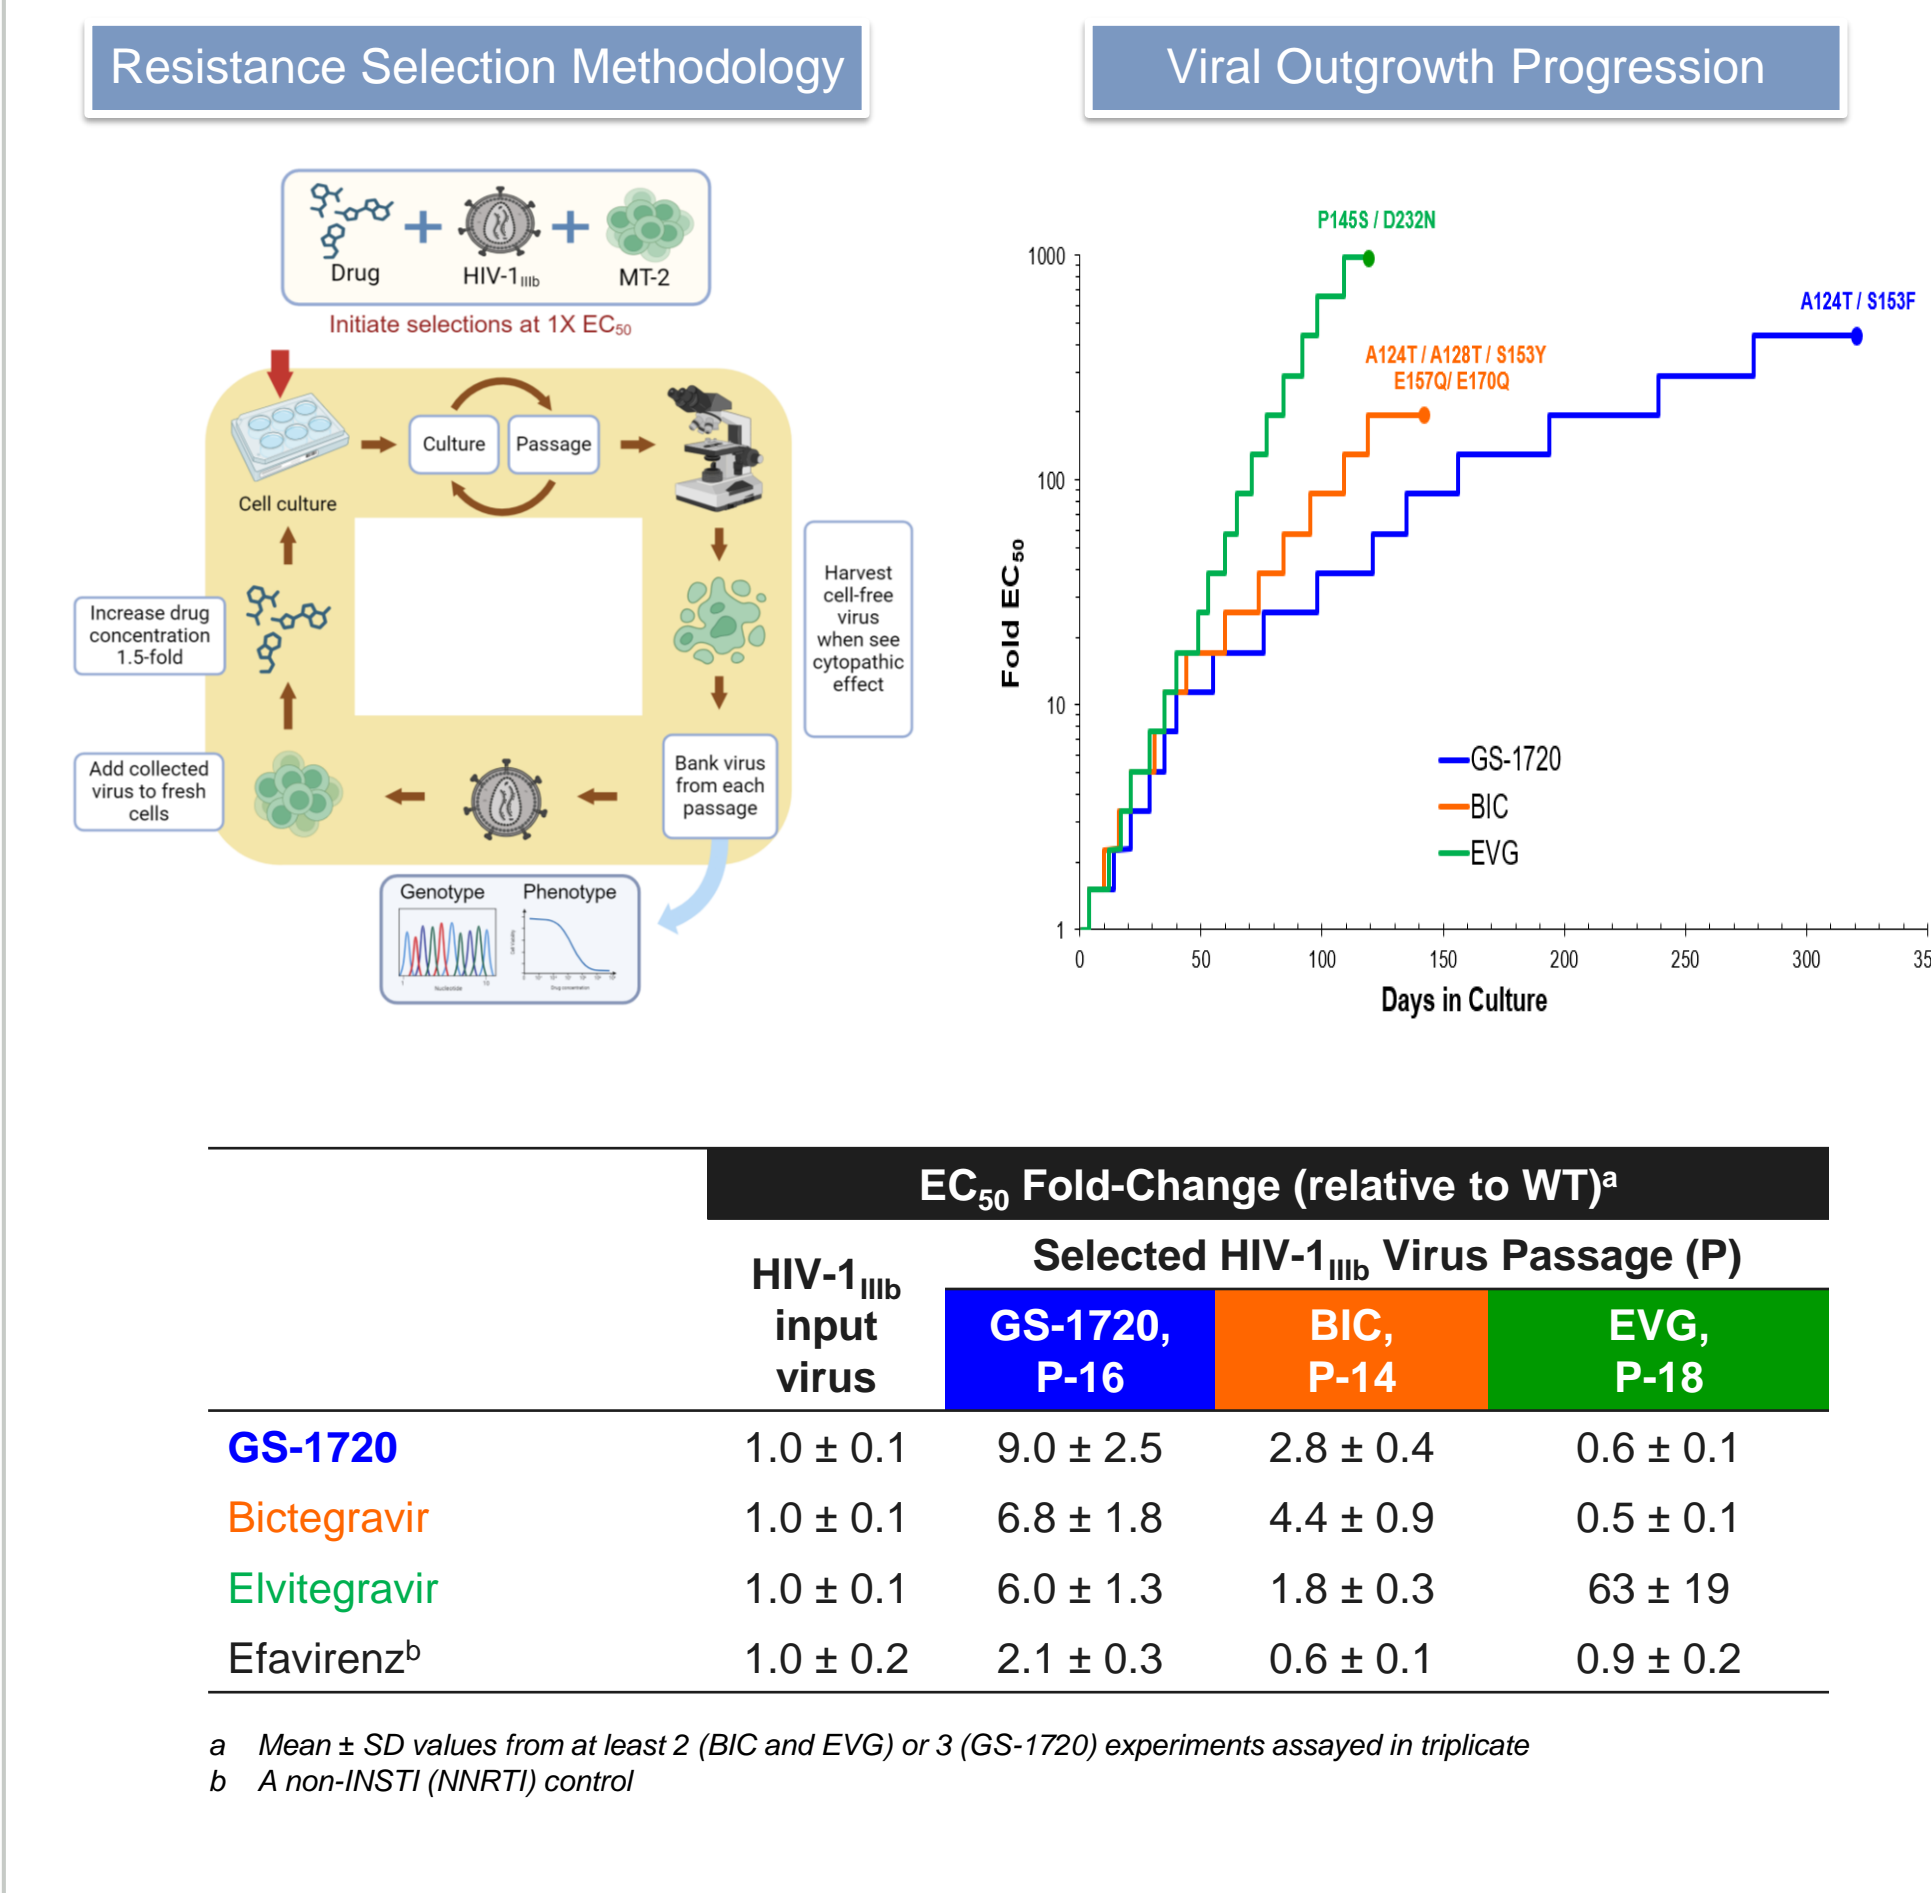 Resistance Selection Methodology
Viral Outgrowth Progression
Drug
HIV-1IIIb
MT-2
Initiate selections at 1X EC50
Cell culture
Culture
Passage
Harvest
cell-free
virus
when see
cytopathic
effect
Bank virus
from each
passage
Add collected
virus to fresh
cells
Increase drug
concentration
1.5-fold
Genotype
Phenotype
Nucleotide
Drug concentration
Fold EC50
1000
100
10
1
P145S / D232N
A124T / S153F
A124T / A128T / S153Y
E157Q/ E170Q
GS-1720
BIC
EVG
0 50 100 150 200 250 300 35
Days in Culture
EC50 Fold-Change (relative to WT)a
HIV-1IIIb
input
virus
Selected HIV-1IIIb Virus Passage (P)
GS-1720,
P-16
BIC,
P-14
EVG,
P-18
GS-1720 1.0 ± 0.1 9.0 ± 2.5 2.8 ± 0.4 0.6 ± 0.1
Bictegravir 1.0 ± 0.1 6.8 ± 1.8 4.4 ± 0.9 0.5 ± 0.1
Elvitegravir 1.0 ± 0.1 6.0 ± 1.3 1.8 ± 0.3 63 ± 19
Efavirenzb 1.0 ± 0.2 2.1 ± 0.3 0.6 ± 0.1 0.9 ± 0.2
a Mean ± SD values from at least 2 (BIC and EVG) or 3 (GS-1720) experiments assayed in triplicate
b A non-INSTI (NNRTI) control